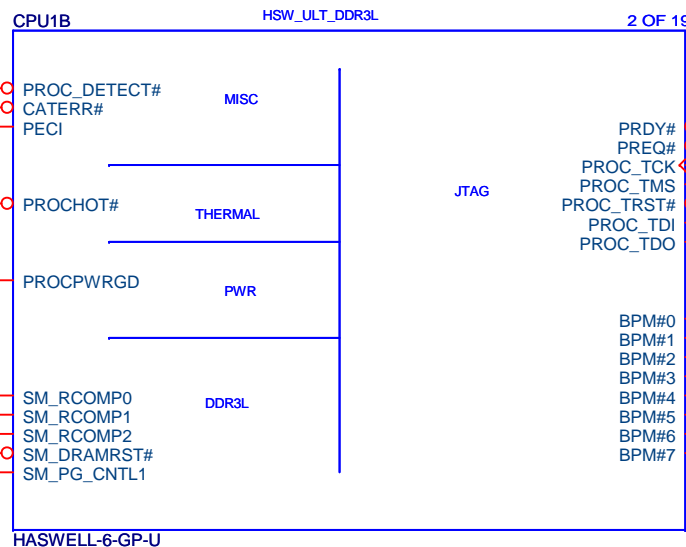 CPU1B HSW_ULT_DDR3L 2 OF 19
PROC_DETECT#
CATERR#
PECI
MISC
PROCHOT#
THERMAL
PROCPWRGD
PWR
SM_RCOMP0
SM_RCOMP1
SM_RCOMP2
SM_DRAMRST#
SM_PG_CNTL1
DDR3L
JTAG
PRDY#
PREQ#
PROC_TCK
PROC_TMS
PROC_TRST#
PROC_TDI
PROC_TDO
BPM#0
BPM#1
BPM#2
BPM#3
BPM#4
BPM#5
BPM#6
BPM#7
HASWELL-6-GP-U